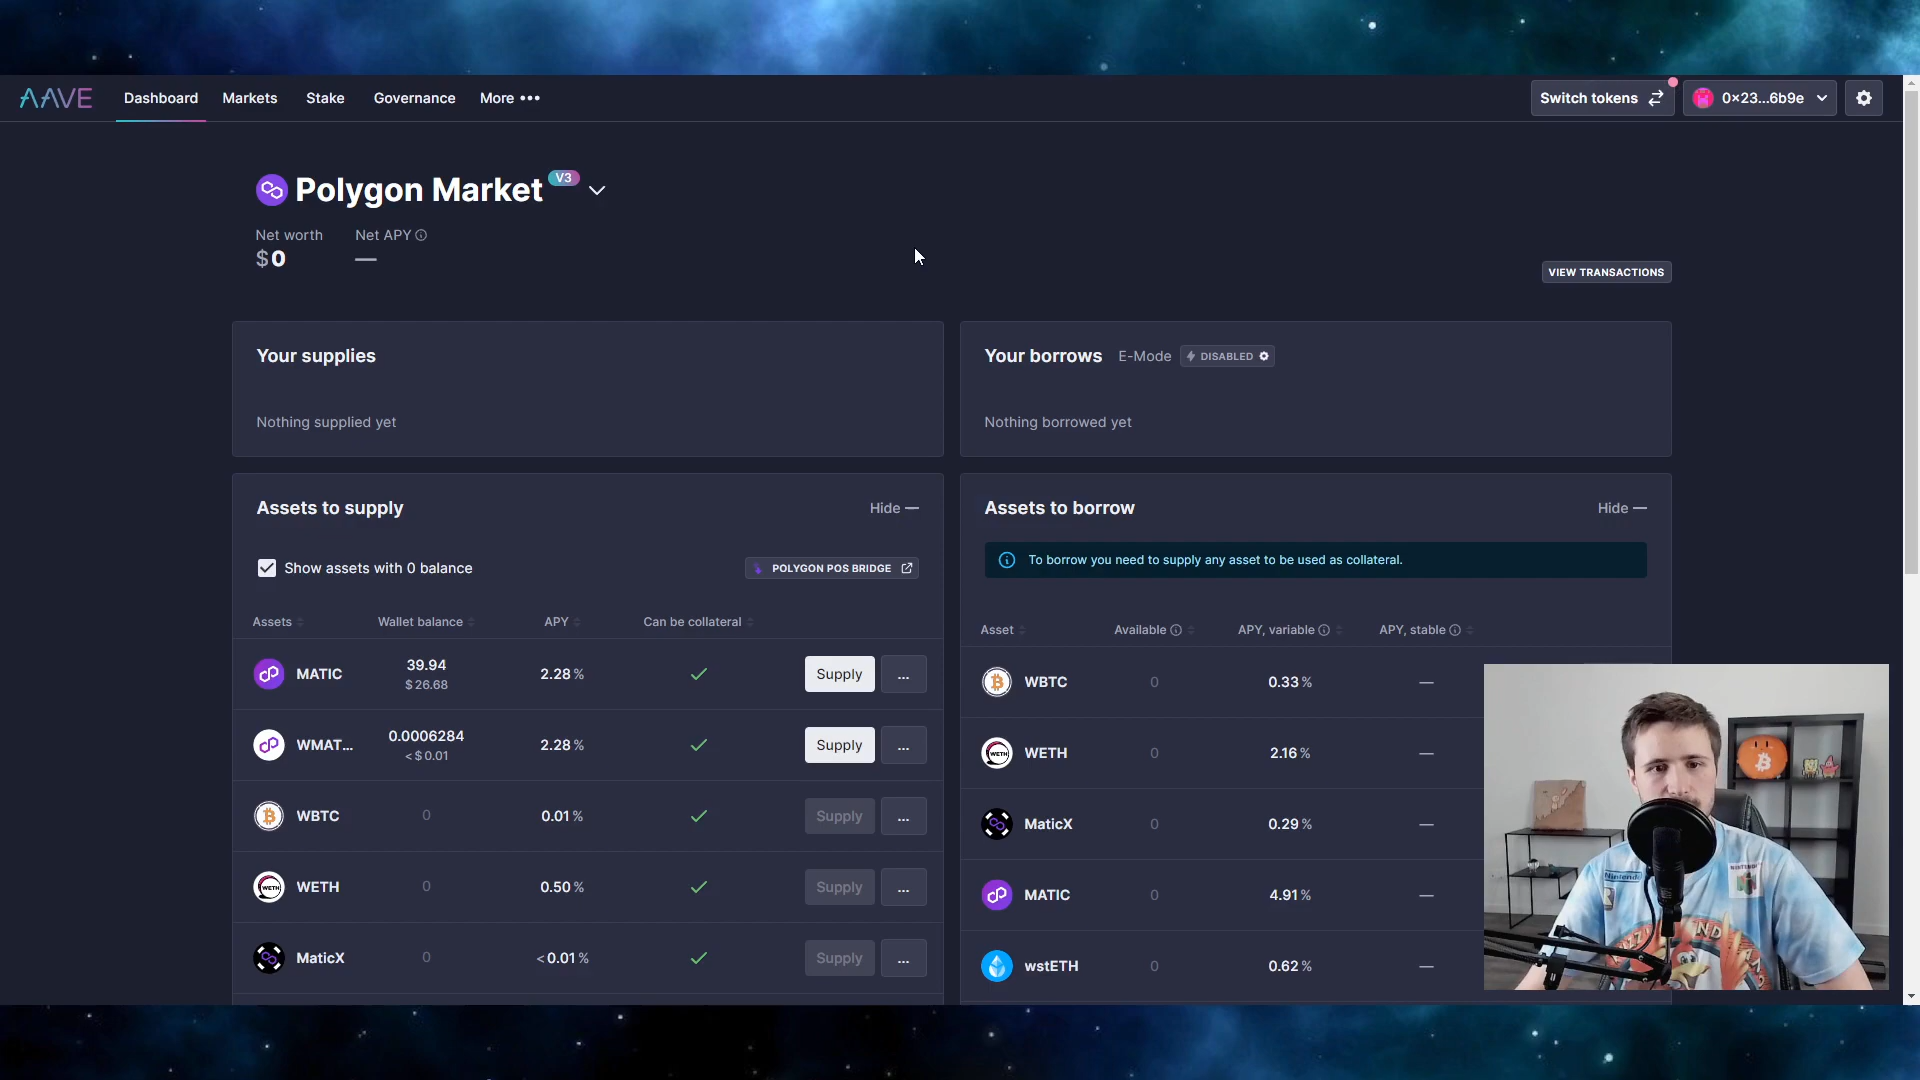 AAVE
Dashboard
Markets
Stake
Governance
More •••
Switch tokens
0×23...6b9e
Polygon Market
V3
Net worth
$0
Net APY
—
VIEW TRANSACTIONS
Your supplies
Nothing supplied yet
Your borrows
E-Mode
DISABLED
Nothing borrowed yet
Assets to supply
Hide —
Show assets with 0 balance
POLYGON POS BRIDGE
Assets
Wallet balance
APY
Can be collateral
MATIC
39.94
$26.68
2.28%
Supply
...
WMAT...
0.0006284
<$0.01
2.28%
Supply
...
WBTC
0
0.01%
Supply
...
WETH
0
0.50%
Supply
...
MaticX
0
<0.01%
Supply
...
Assets to borrow
Hide —
To borrow you need to supply any asset to be used as collateral.
Asset
Available
APY, variable
APY, stable
WBTC
0
0.33%
—
WETH
0
2.16%
—
MaticX
0
0.29%
—
MATIC
0
4.91%
—
wstETH
0
0.62%
—
Nintendo
NINTENDO